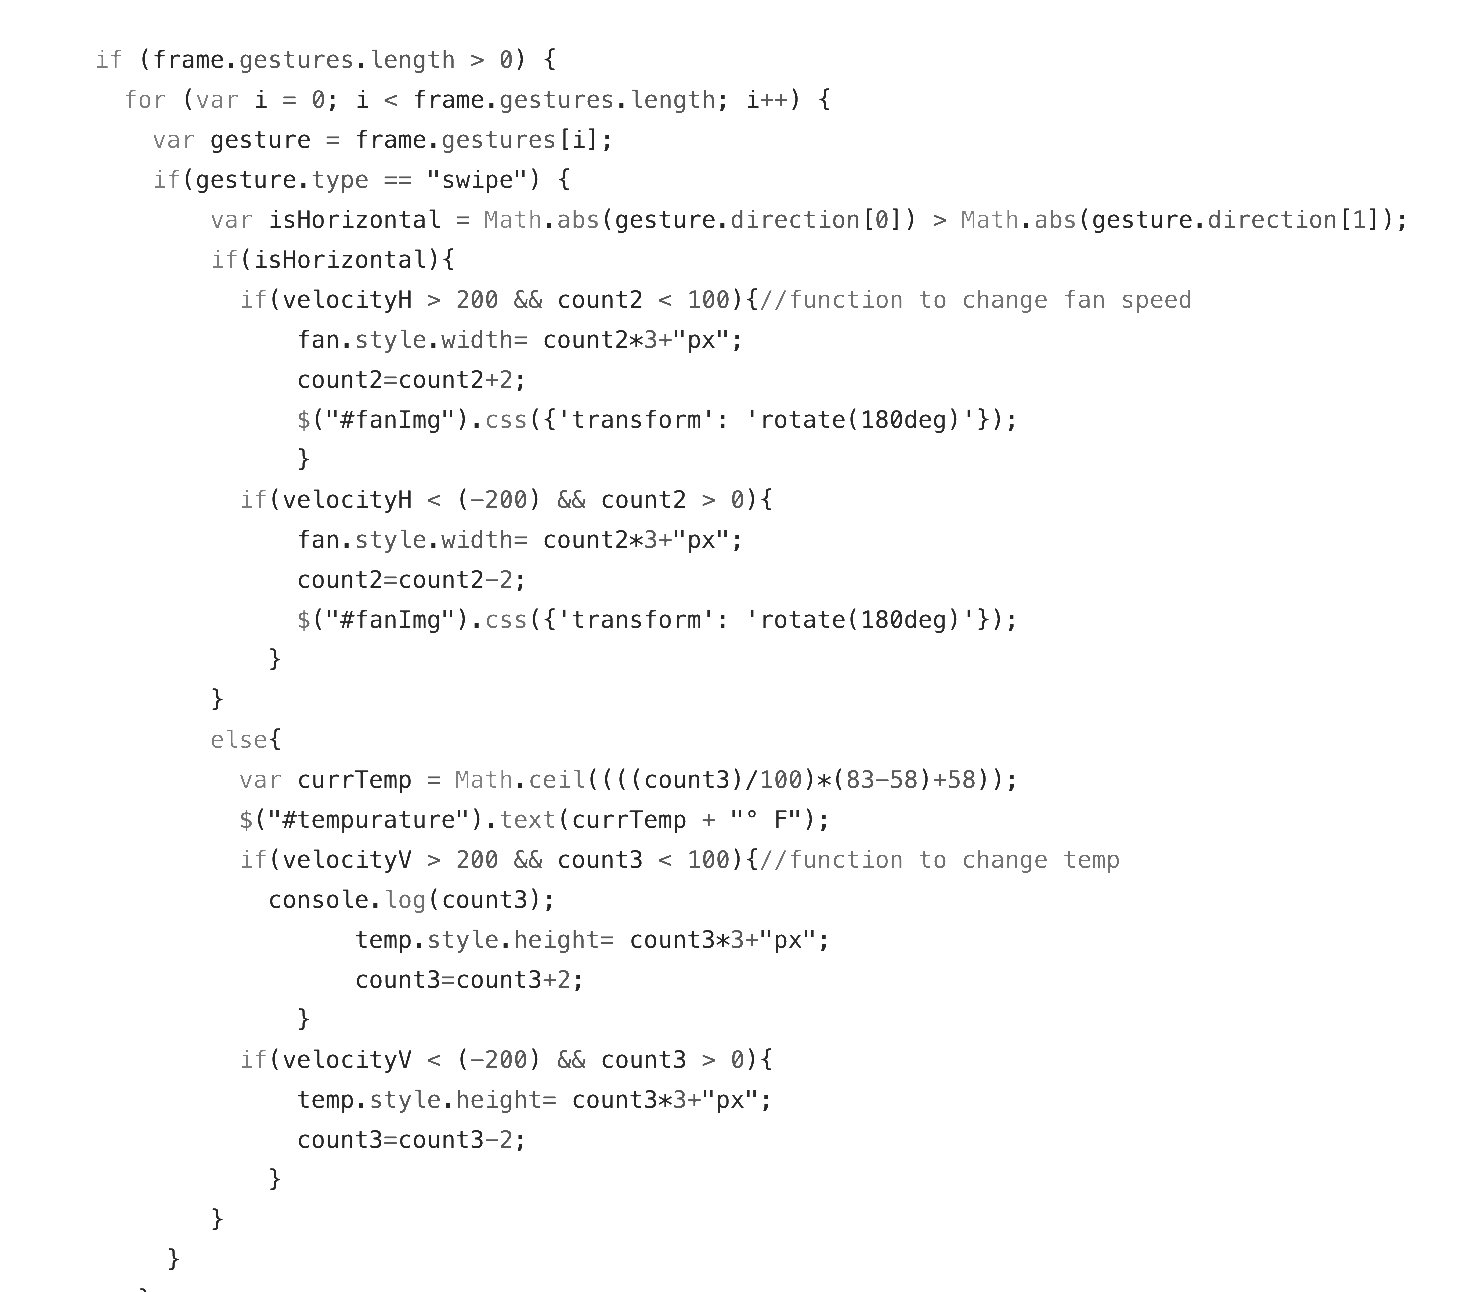 if (frame.gestures.length > 0) {
for (var i = 0; i < frame.gestures.length; i++) {
var gesture = frame.gestures[i];
if(gesture.type == "swipe") {
var isHorizontal = Math.abs(gesture.direction[0]) > Math.abs(gesture.direction[1]);
if(isHorizontal){
if(velocityH > 200 && count2 < 100){//function to change fan speed
fan.style.width= count2*3+"px";
count2=count2+2;
$("#fanImg").css({'transform': 'rotate(180deg)'});
}
if(velocityH < (-200) && count2 > 0){
fan.style.width= count2*3+"px";
count2=count2-2;
$("#fanImg").css({'transform': 'rotate(180deg)'});
}
}
else{
var currTemp = Math.ceil((((count3)/100)*(83-58)+58));
$("#tempurature").text(currTemp + "° F");
if(velocityV > 200 && count3 < 100){//function to change temp
console.log(count3);
temp.style.height= count3*3+"px";
count3=count3+2;
}
if(velocityV < (-200) && count3 > 0){
temp.style.height= count3*3+"px";
count3=count3-2;
}
}
}